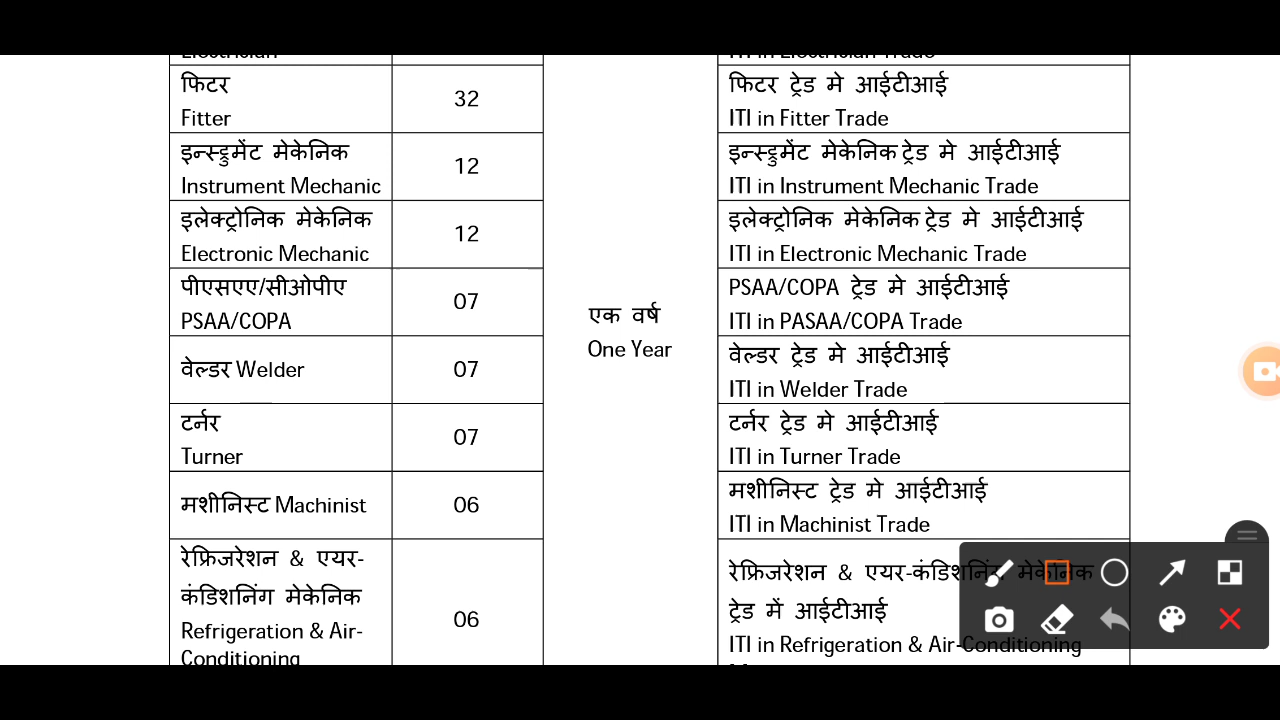 Electrician
ITI in Electrician Trade
फिटर
Fitter
32
फिटर ट्रेड मे आईटीआई
ITI in Fitter Trade
इन्स्ड्रुमेंट मेकेनिक
Instrument Mechanic
12
इन्स्ड्रुमेंट मेकेनिक ट्रेड मे आईटीआई
ITI in Instrument Mechanic Trade
इलेक्ट्रोनिक मेकेनिक
Electronic Mechanic
12
इलेक्ट्रोनिक मेकेनिक ट्रेड मे आईटीआई
ITI in Electronic Mechanic Trade
पीएसएए/सीओपीए
PSAA/COPA
07
एक वर्ष
One Year
PSAA/COPA ट्रेड मे आईटीआई
ITI in PASAA/COPA Trade
वेल्डर Welder
07
वेल्डर ट्रेड मे आईटीआई
ITI in Welder Trade
टर्नर
Turner
07
टर्नर ट्रेड मे आईटीआई
ITI in Turner Trade
मशीनिस्ट Machinist
06
मशीनिस्ट ट्रेड मे आईटीआई
ITI in Machinist Trade
रेफ्रिजरेशन & एयर-
कंडिशनिंग मेकेनिक
Refrigeration & Air-
Conditioning
06
रेफ्रिजरेशन & एयर-कंडिशनिंग मेकेनिक
ट्रेड में आईटीआई
ITI in Refrigeration & Air-Conditioning